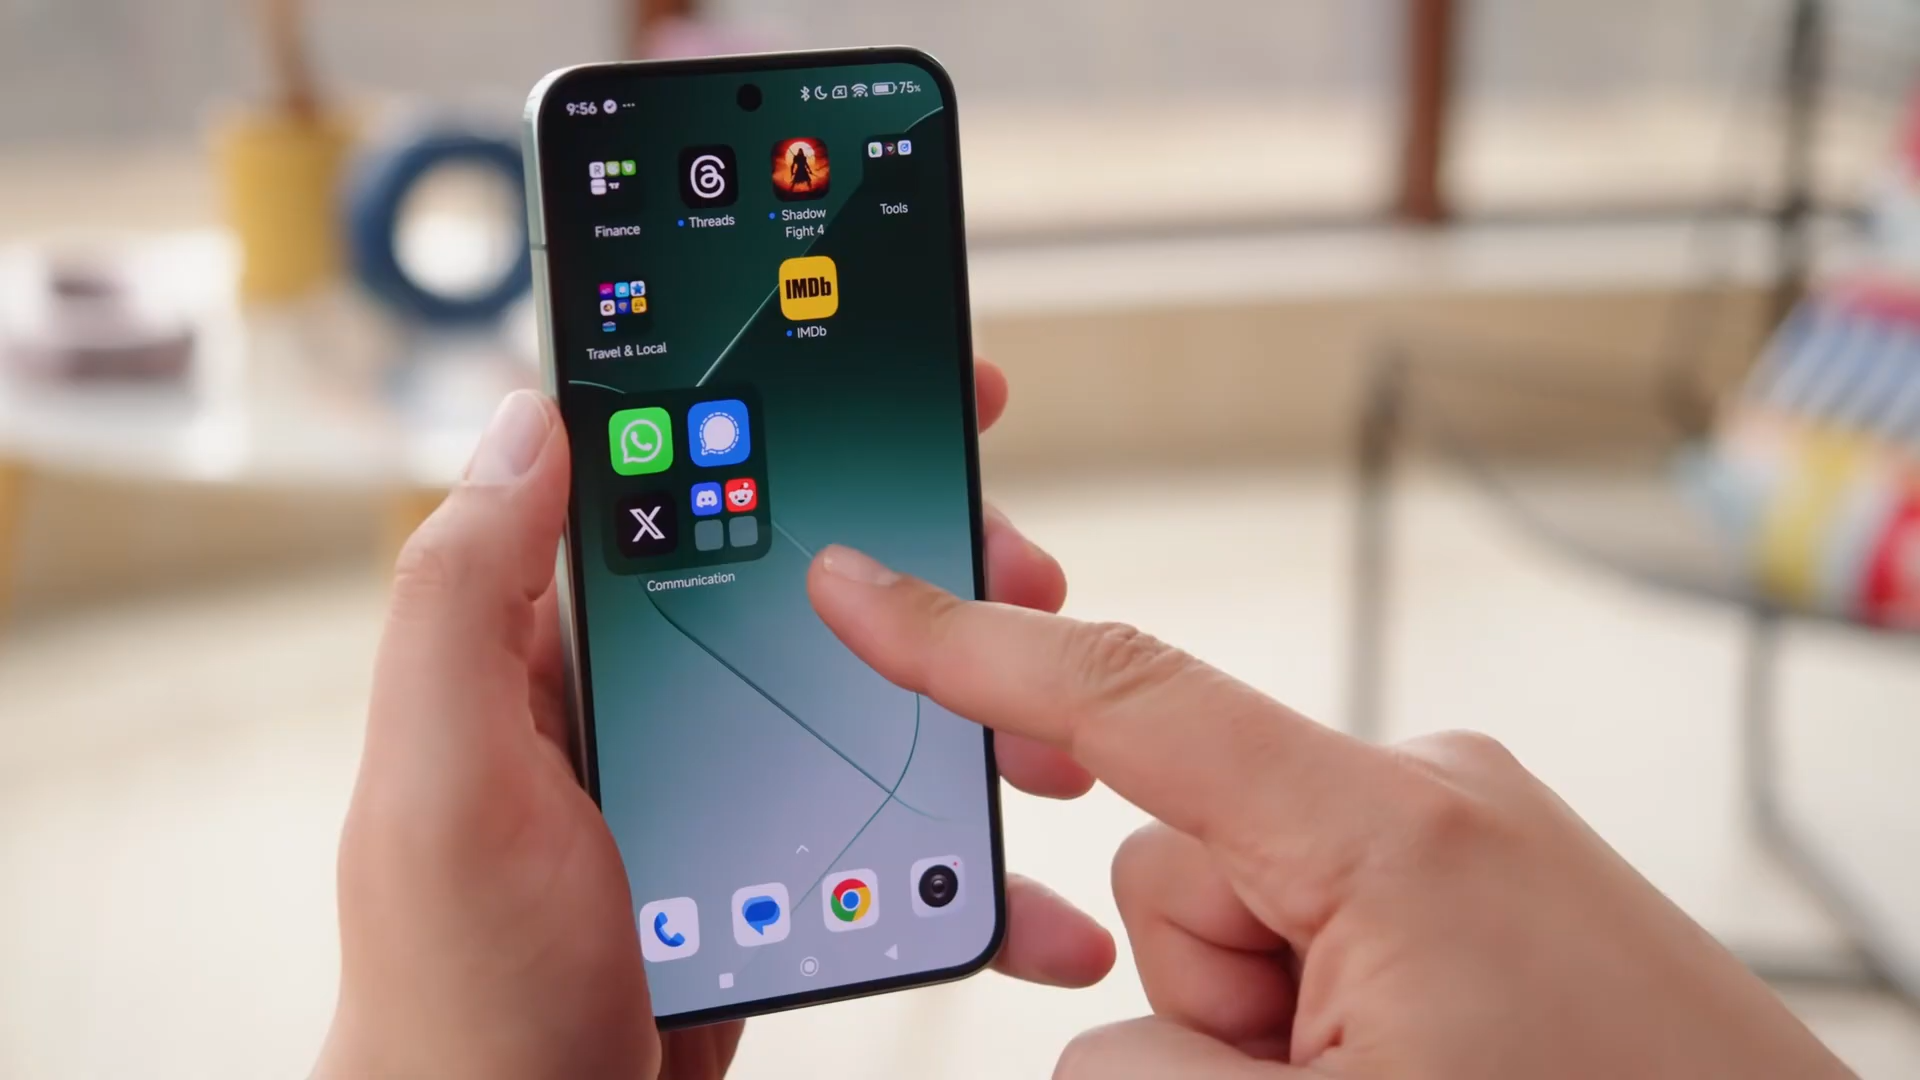 9:56
75%
Finance
Threads
Shadow
Fight 4
Tools
Travel & Local
IMDb
IMDb
Communication